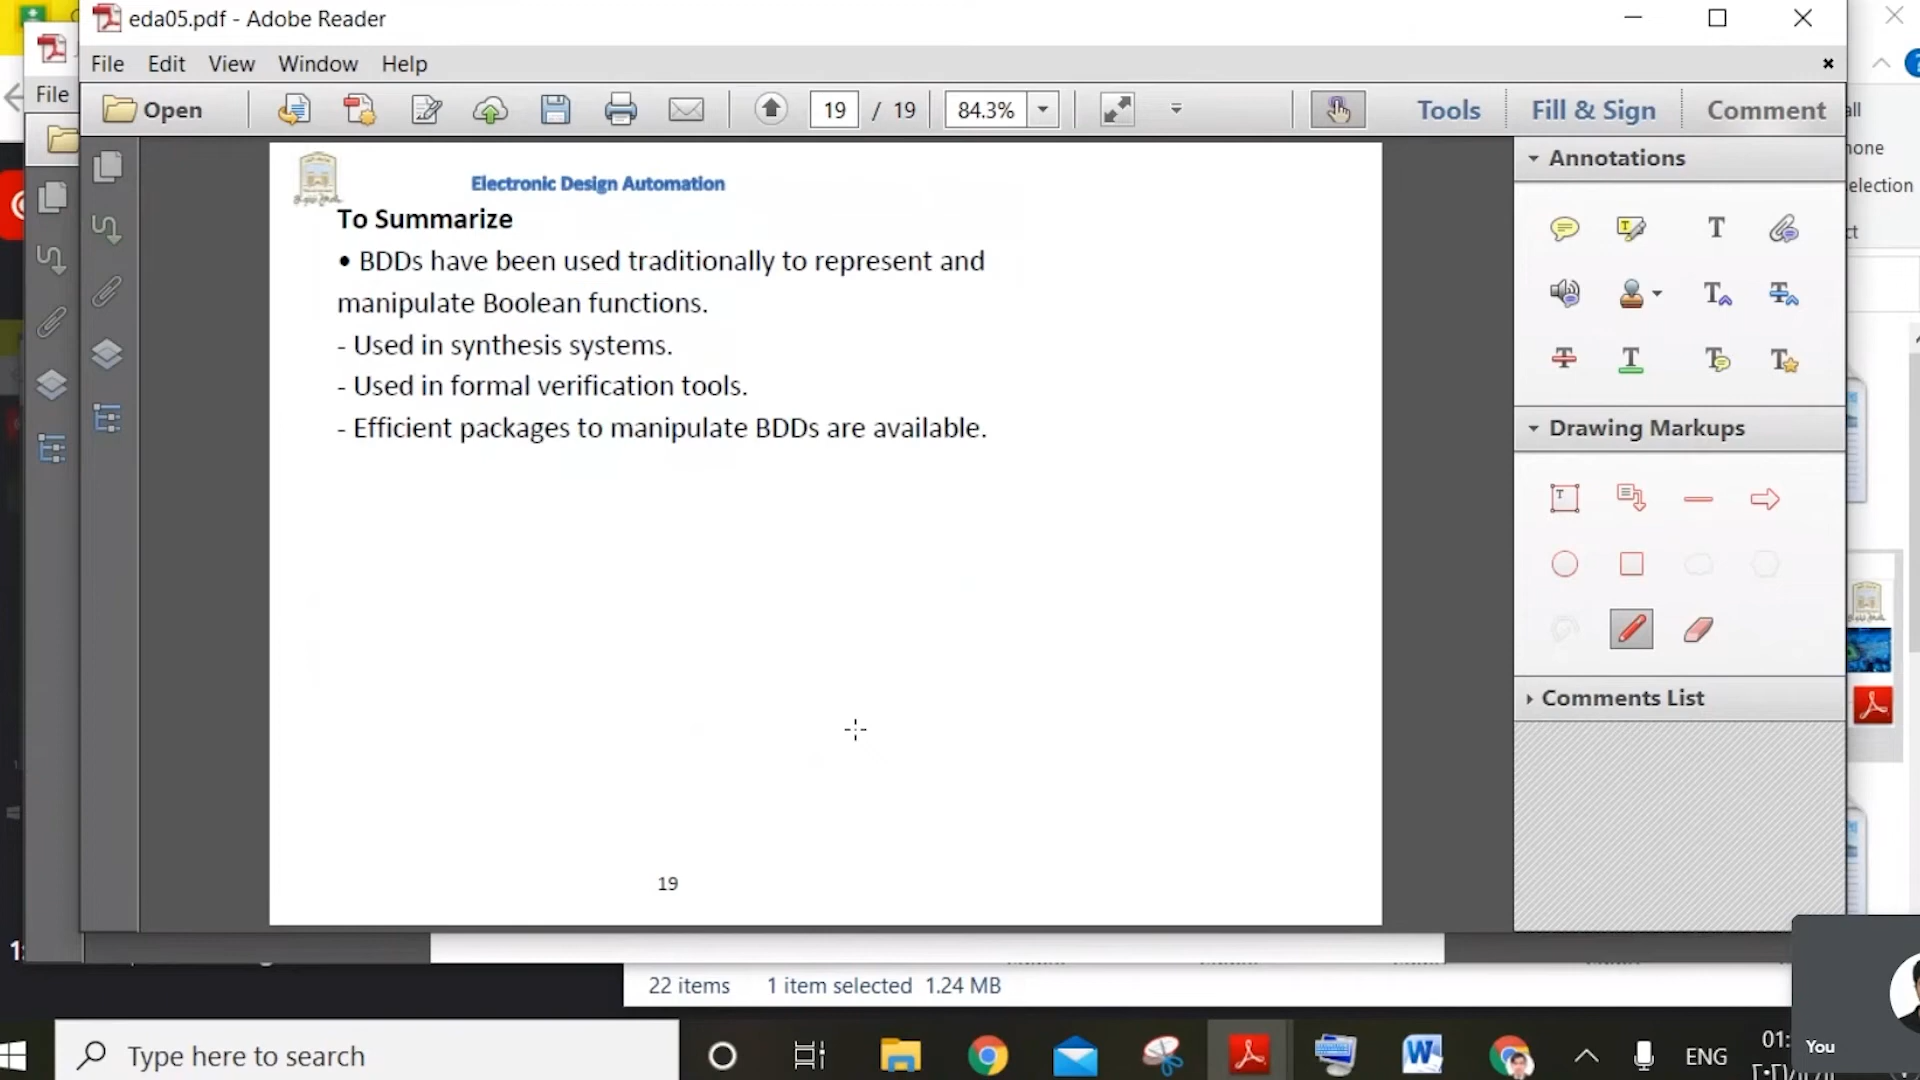 eda05.pdf - Adobe Reader
File Edit View Window Help
File
Open 19 / 19 84.3% Tools Fill & Sign Comment
Annotations
Electronic Design Automation
To Summarize
• BDDs have been used traditionally to represent and
manipulate Boolean functions.
- Used in synthesis systems.
- Used in formal verification tools.
- Efficient packages to manipulate BDDs are available.
Drawing Markups
Comments List
19
22 items 1 item selected 1.24 MB
Type here to search
ENG
You